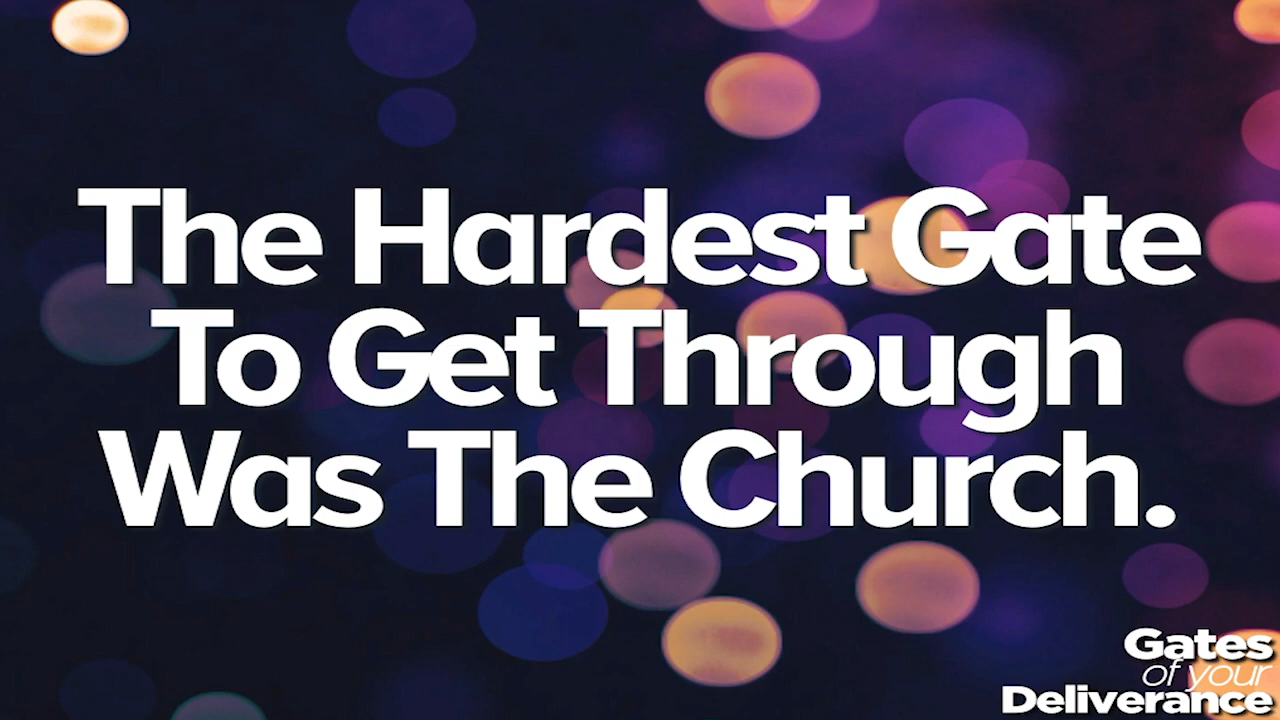 The Hardest Gate
To Get Through
Was The Church.
Gates
of your
Deliverance